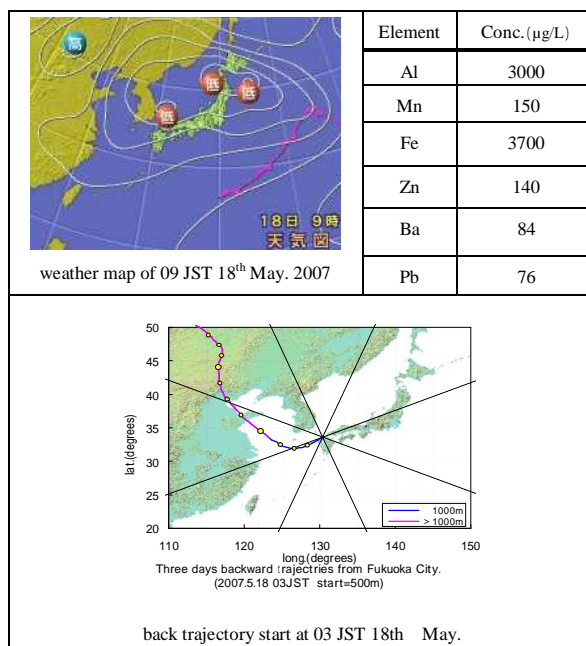 高
低
低
低
18日 9時
天気図
weather map of 09 JST 18th May. 2007
Element Conc. (μg/L)
Al 3000
Mn 150
Fe 3700
Zn 140
Ba 84
Pb 76
50
45
40
35
30
25
20
lat.(degrees)
110 120 130 140 150
long.(degrees)
1000m
> 1000m
Three days backward trajectries from Fukuoka City.
(2007.5.18 03JST start=500m)
back trajectory start at 03 JST 18th May.